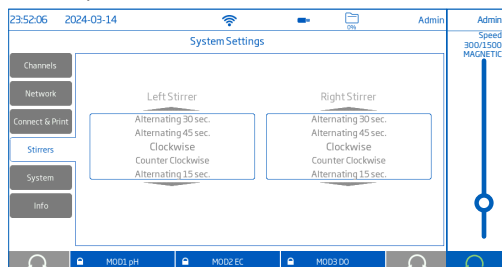 23:52:06 2024-03-14 0% Admin Admin
System Settings
Speed
300/1500
MAGNETIC
Channels
Network
Connect & Print
Stirrers
System
Info
Left Stirrer
Alternating 30 sec.
Alternating 45 sec.
Clockwise
Counter Clockwise
Alternating 15 sec.
Right Stirrer
Alternating 30 sec.
Alternating 45 sec.
Clockwise
Counter Clockwise
Alternating 15 sec.
MOD1 pH MOD2 EC MOD3 DO